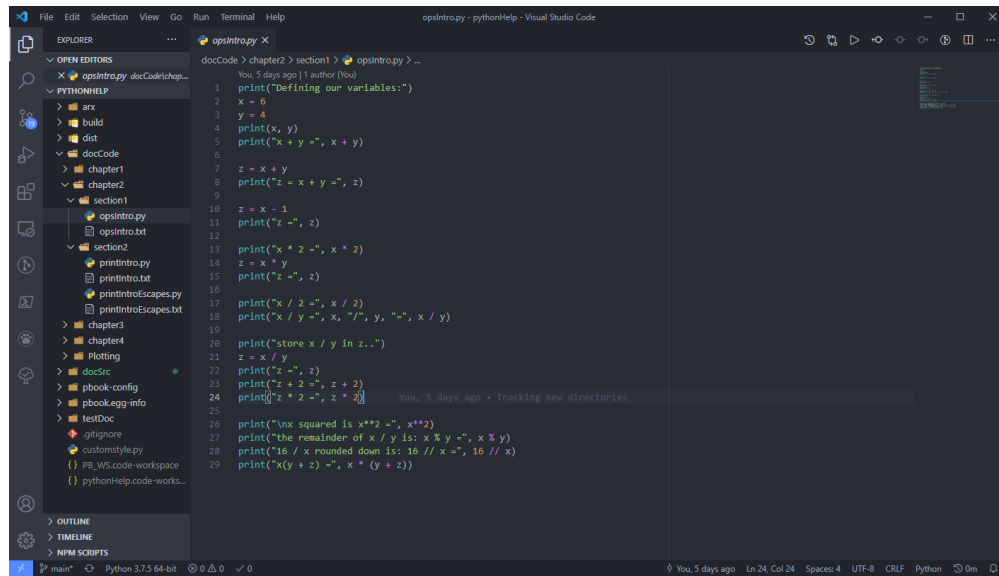 File Edit Selection View Go Run Terminal Help opsIntro.py - pythonHelp - Visual Studio Code
EXPLORER ...
OPEN EDITORS
opsIntro.py docCode\chap...
PYTHONHELP
arx
build
dist
docCode
chapter1
chapter2
section1
opsIntro.py
opsIntro.txt
section2
printIntro.py
printIntro.txt
printIntroEscapes.py
printIntroEscapes.txt
chapter3
chapter4
Plotting
docSrc
pbook-config
pbook.egg-info
testDoc
.gitignore
customstyle.py
{ } PB_WS.code-workspace
{ } pythonHelp.code-works...
OUTLINE
TIMELINE
NPM SCRIPTS
opsIntro.py
docCode > chapter2 > section1 > opsIntro.py > ...
You, 5 days ago | 1 author (You)
1 print("Defining our variables:")
2 x = 6
3 y = 4
4 print(x, y)
5 print("x + y =", x + y)
6
7 z = x + y
8 print("z = x + y =", z)
9
10 z = x - 1
11 print("z =", z)
12
13 print("x * 2 =", x * 2)
14 z = x * y
15 print("z =", z)
16
17 print("x / 2 =", x / 2)
18 print("x / y =", x, "/", y, "=", x / y)
19
20 print("store x / y in z..")
21 z = x / y
22 print("z =", z)
23 print("z + 2 =", z + 2)
24 print("z * 2 =", z * 2) You, 5 days ago • Tracking new directories
25
26 print("\nx squared is x**2 =", x**2)
27 print("the remainder of x / y is: x % y =", x % y)
28 print("16 / x rounded down is: 16 // x =", 16 // x)
29 print("x(y + z) =", x * (y + z))
main* Python 3.7.5 64-bit 0 0 0 You, 5 days ago Ln 24, Col 24 Spaces: 4 UTF-8 CRLF Python 0m